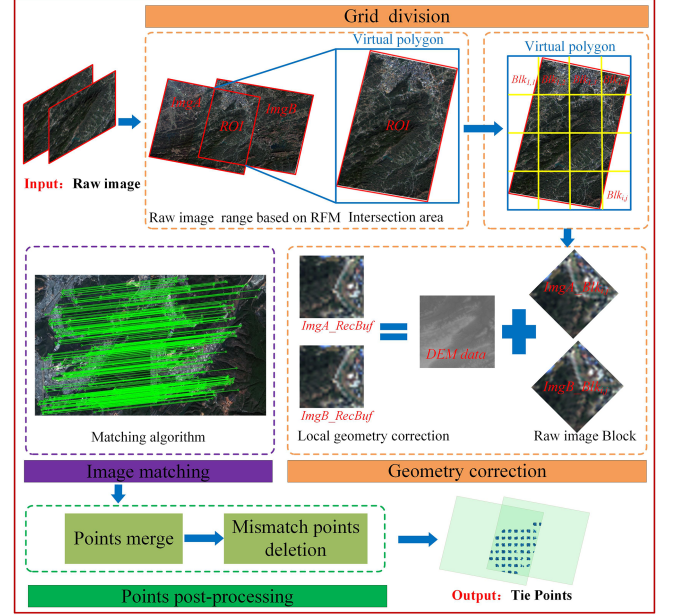 Grid division
Virtual polygon
Virtual polygon
ImgA
ROI
ImgB
ROI
Blki,j
Input: Raw image
Raw image range based on RFM Intersection area
ImgA_RecBuf
DEM data
ImgB_RecBuf
Local geometry correction
Raw image Block
Matching algorithm
Image matching
Geometry correction
Points merge
Mismatch points
deletion
Points post-processing
Output: Tie Points